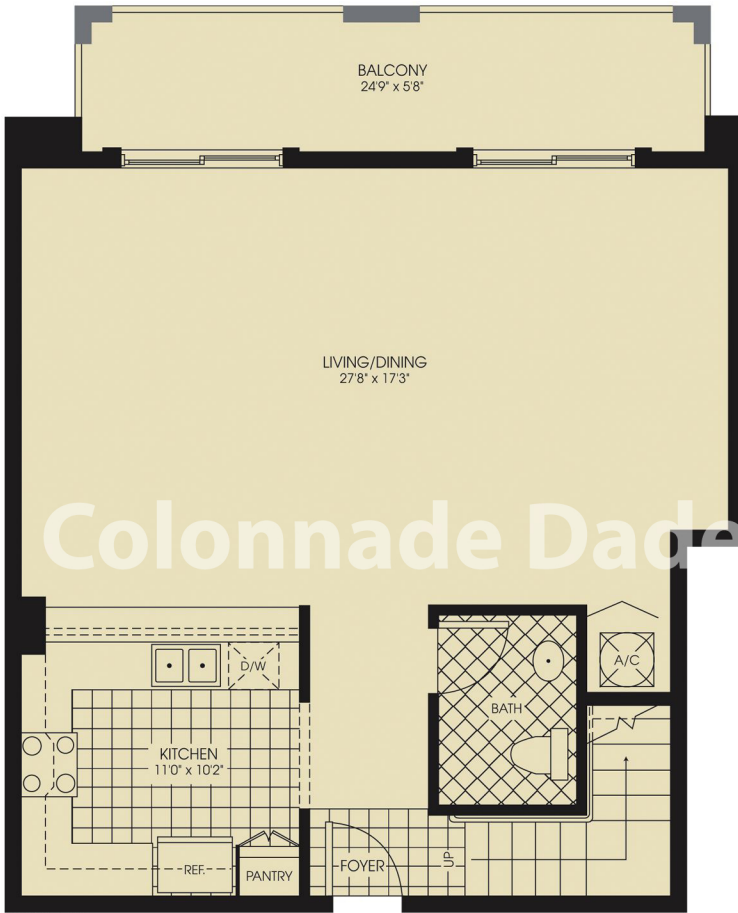 BALCONY
24'9" x 5'8"
LIVING/DINING
27'8" x 17'3"
Colonnade Dade
D/W
A/C
BATH
KITCHEN
11'0" x 10'2"
REF.
PANTRY
FOYER
UP